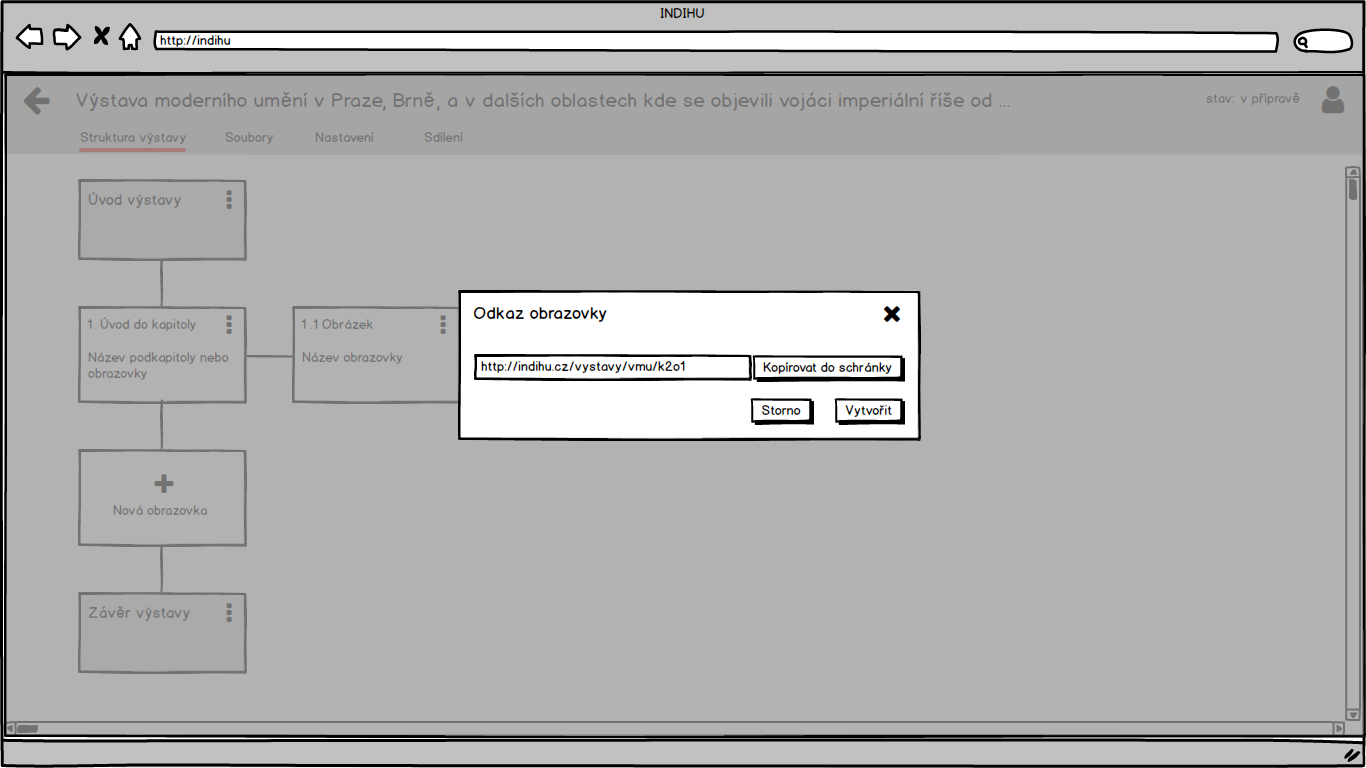 INDIHU
http://indihu
Výstava moderního umění v Praze, Brně, a v dalších oblastech kde se objevili vojáci imperiální říše od ...
stav: v přípravě
Struktura výstavy
Soubory
Nastavení
Sdílení
Úvod výstavy
1 Úvod do kapitoly
Název podkapitoly nebo
obrazovky
1.1 Obrázek
Název obrazovky
Odkaz obrazovky
http://indihu.cz/vystavy/vmu/k2o1
Kopírovat do schránky
Storno
Vytvořit
Nová obrazovka
Závěr výstavy